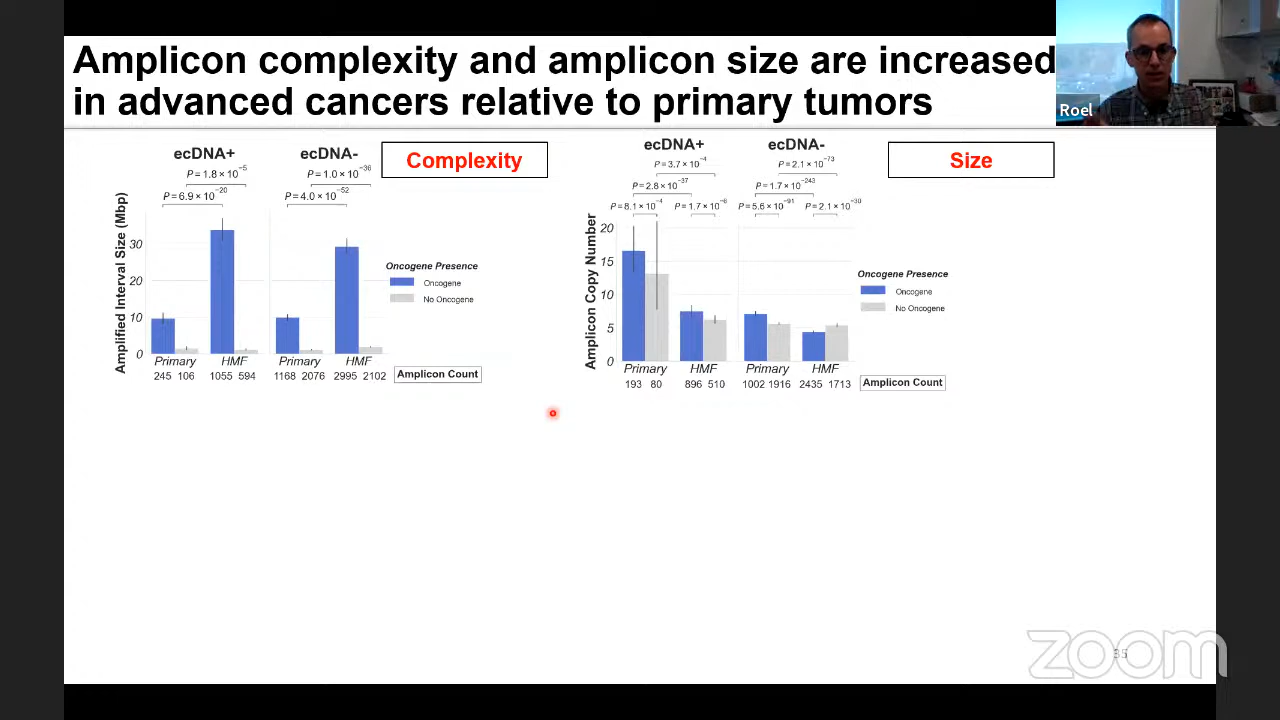 Amplicon complexity and amplicon size are increased
in advanced cancers relative to primary tumors
Roel
ecDNA+ ecDNA-
Complexity
P = 1.8 × 10⁻⁵ P = 1.0 × 10⁻³⁶
P = 6.9 × 10⁻²⁰ P = 4.0 × 10⁻⁵²
Amplified Interval Size (Mbp)
30
20
10
0
Oncogene Presence
Oncogene
No Oncogene
Primary HMF Primary HMF
245 106 1055 594 1168 2076 2995 2102
Amplicon Count
ecDNA+ ecDNA-
Size
P = 3.7 × 10⁻⁴ P = 2.1 × 10⁻⁷³
P = 2.8 × 10⁻³⁷ P = 1.7 × 10⁻²⁴³
P = 8.1 × 10⁻⁴ P = 1.7 × 10⁻⁶ P = 5.6 × 10⁻⁹¹ P = 2.1 × 10⁻³⁰
Amplicon Copy Number
20
15
10
5
0
Oncogene Presence
Oncogene
No Oncogene
Primary HMF Primary HMF
193 80 896 510 1002 1916 2435 1713
Amplicon Count
zoom
35